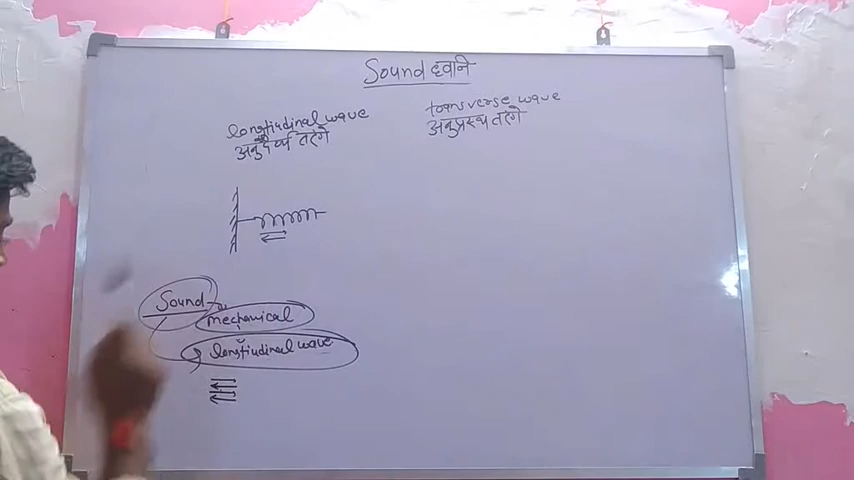 Sound ध्वनि
longitudinal wave
अनुदैर्ध्य तरंगे
transverse wave
अनुप्रस्थ तरंगे
Sound
mechanical
longitudinal wave